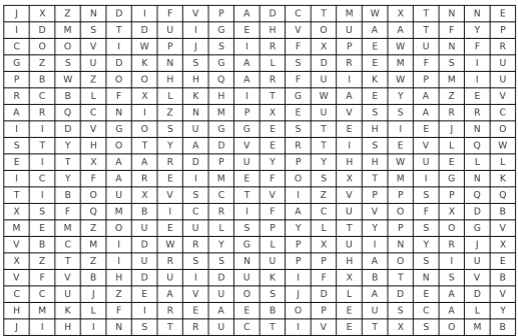 J X Z N D I F V P A D C T M W X T N N E
I D M S T D U I G E H V O U A A T F Y P
C O O V I W P J S I R F X P E W U N F R
G Z S U D K N S G A L S D R E M F S I U
P B W Z O O H H Q A R F U I K W P M I U
R C B L F X L K H I T G W A E Y A Z E V
A R Q C N I Z N M P X E U V S S A R R C
I I D V G O S U G G E S T E H I E J N O
S T Y H O T Y A D V E R T I S E V L Q W
E I T X A A R D P U Y P Y H H W U E L L
I C Y F A R E I M E F O S X T M I G N K
T I B O U X V S C T V I Z V P P S P Q Q
X S F Q M B I C R I F A C U V O F X D B
M E M Z O U E U L S P Y L T Y P S O G V
V B C M I D W R Y G L P X U I N Y R J X
X Z T Z I U R S S N U P P H A O S I U E
V F V B H D U I D U K I F X B T N S V B
C C U J Z E A V U O S J D L A D E A D V
H M K L F I R E A E B O P E U S C A L Y
J I H I N S T R U C T I V E T X S O M B